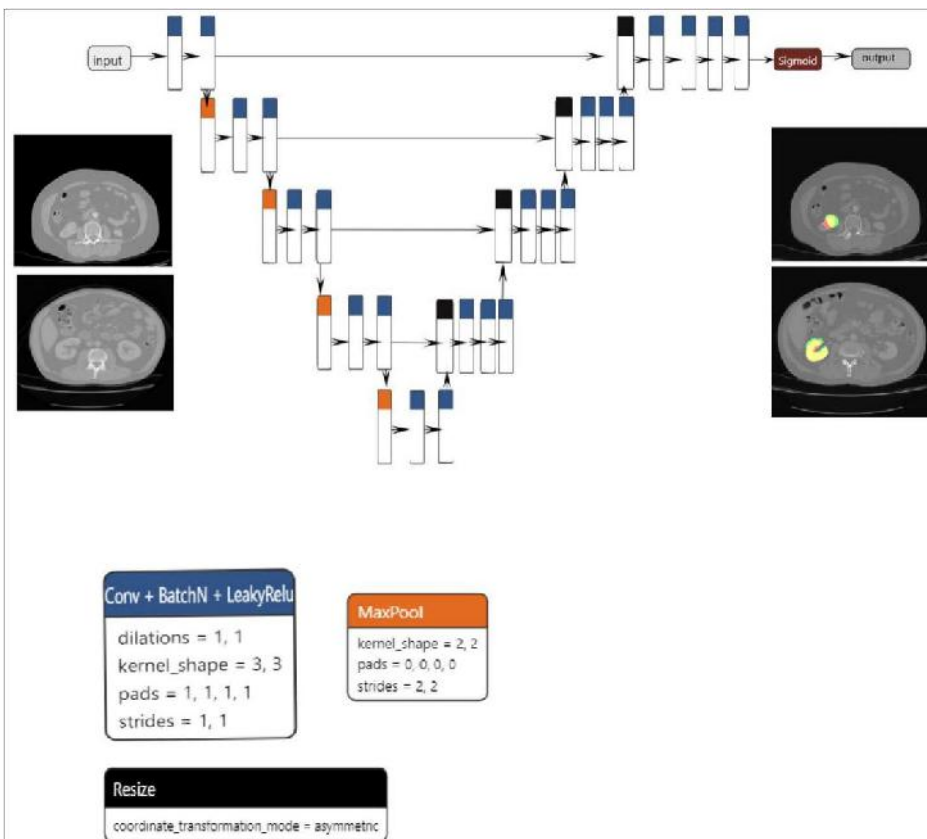 input
Sigmoid
output
Conv + BatchN + LeakyRelu
dilations = 1, 1
kernel_shape = 3, 3
pads = 1, 1, 1, 1
strides = 1, 1
MaxPool
kernel_shape = 2, 2
pads = 0, 0, 0, 0
strides = 2, 2
Resize
coordinate_transformation_mode = asymmetric